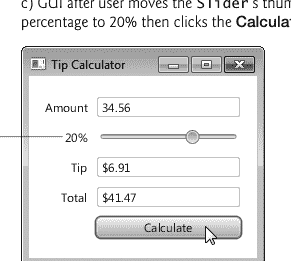 c) GUI after user moves the Slider's thum
percentage to 20% then clicks the Calcula
Tip Calculator
Amount 34.56
20%
Tip $6.91
Total $41.47
Calculate